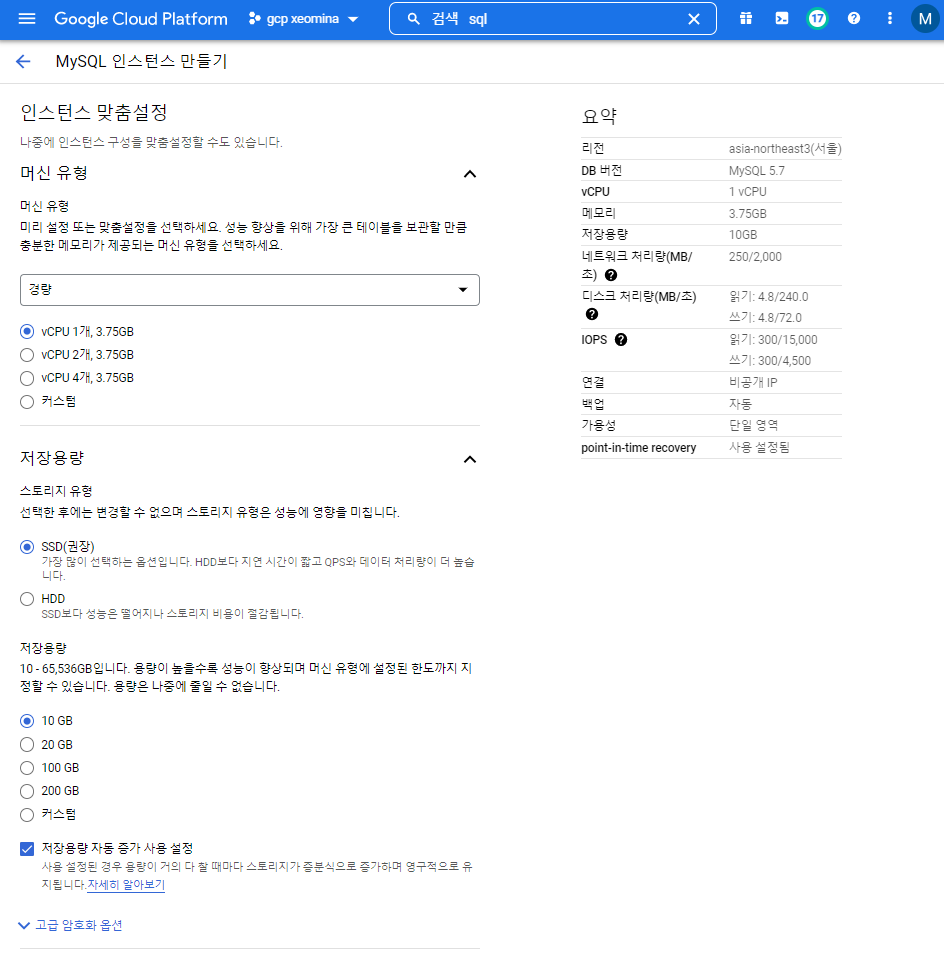 Google Cloud Platform
gcp xeomina
검색 sql
17
M
MySQL 인스턴스 만들기
인스턴스 맞춤설정
나중에 인스턴스 구성을 맞춤설정할 수도 있습니다.
머신 유형
머신 유형
미리 설정 또는 맞춤설정을 선택하세요. 성능 향상을 위해 가장 큰 테이블을 보관할 만큼
충분한 메모리가 제공되는 머신 유형을 선택하세요.
경량
vCPU 1개, 3.75GB
vCPU 2개, 3.75GB
vCPU 4개, 3.75GB
커스텀
저장용량
스토리지 유형
선택한 후에는 변경할 수 없으며 스토리지 유형은 성능에 영향을 미칩니다.
SSD(권장)
가장 많이 선택하는 옵션입니다. HDD보다 지연 시간이 짧고 QPS와 데이터 처리량이 더 높습
니다.
HDD
SSD보다 성능은 떨어지나 스토리지 비용이 절감됩니다.
저장용량
10 - 65,536GB입니다. 용량이 높을수록 성능이 향상되며 머신 유형에 설정된 한도까지 지
정할 수 있습니다. 용량은 나중에 줄일 수 없습니다.
10 GB
20 GB
100 GB
200 GB
커스텀
저장용량 자동 증가 사용 설정
사용 설정된 경우 용량이 거의 다 찰 때마다 스토리지가 증분식으로 증가하며 영구적으로 유
지됩니다.자세히 알아보기
고급 암호화 옵션
요약
리전 asia-northeast3(서울)
DB 버전 MySQL 5.7
vCPU 1 vCPU
메모리 3.75GB
저장용량 10GB
네트워크 처리량(MB/ 250/2,000
초)
디스크 처리량(MB/초) 읽기: 4.8/240.0
쓰기: 4.8/72.0
IOPS 읽기: 300/15,000
쓰기: 300/4,500
연결 비공개 IP
백업 자동
가용성 단일 영역
point-in-time recovery 사용 설정됨